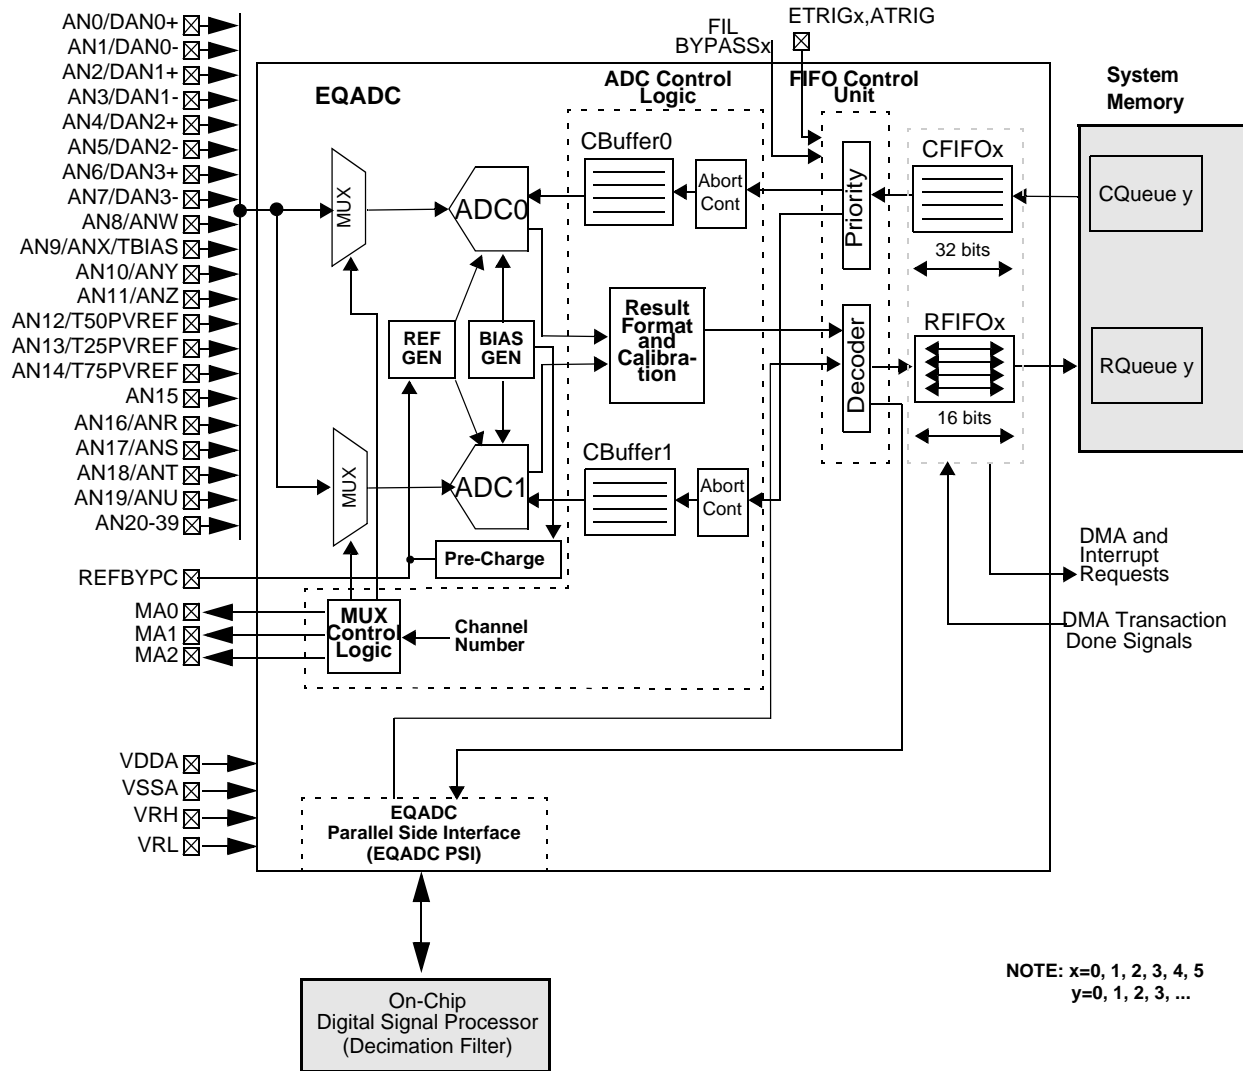 AN0/DAN0+
AN1/DAN0-
AN2/DAN1+
AN3/DAN1-
AN4/DAN2+
AN5/DAN2-
AN6/DAN3+
AN7/DAN3-
AN8/ANW
AN9/ANX/TBIAS
AN10/ANY
AN11/ANZ
AN12/T50PVREF
AN13/T25PVREF
AN14/T75PVREF
AN15
AN16/ANR
AN17/ANS
AN18/ANT
AN19/ANU
AN20-39
REFBYPC
MA0
MA1
MA2
VDDA
VSSA
VRH
VRL
FIL
BYPASSx
ETRIGx,ATRIG
EQADC
ADC Control
Logic
FIFO Control
Unit
System
Memory
MUX
ADC0
CBuffer0
Abort
Cont
Priority
CFIFOx
32 bits
CQueue y
REF
GEN
BIAS
GEN
Result
Format
and
Calibra-
tion
Decoder
RFIFOx
16 bits
RQueue y
MUX
ADC1
CBuffer1
Abort
Cont
Pre-Charge
MUX
Control
Logic
Channel
Number
DMA and
Interrupt
Requests
DMA Transaction
Done Signals
EQADC
Parallel Side Interface
(EQADC PSI)
On-Chip
Digital Signal Processor
(Decimation Filter)
NOTE: x=0, 1, 2, 3, 4, 5
y=0, 1, 2, 3, ...